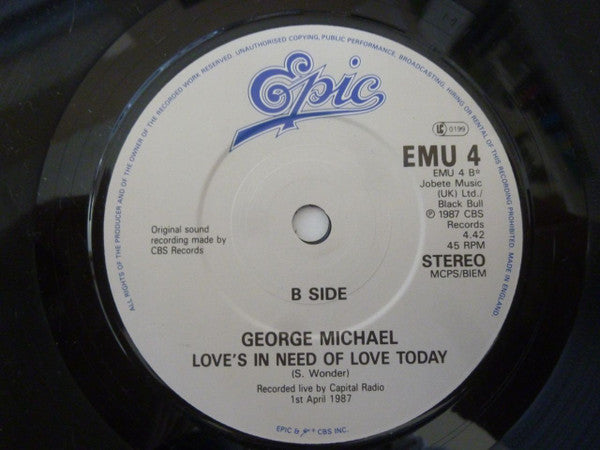 ALL RIGHTS OF THE PRODUCER AND OF THE OWNER OF THE RECORDED WORK RESERVED. UNAUTHORISED COPYING, PUBLIC PERFORMANCE, BROADCASTING, HIRING OR RENTAL OF THIS RECORDING PROHIBITED. MADE IN ENGLAND.
Epic
LC 0199
EMU 4
EMU 4 B*
Jobete Music
(UK) Ltd./
Black Bull
℗ 1987 CBS
Records
4.42
45 RPM
STEREO
MCPS/BIEM
Original sound
recording made by
CBS Records
B SIDE
GEORGE MICHAEL
LOVE'S IN NEED OF LOVE TODAY
(S. Wonder)
Recorded live by Capital Radio
1st April 1987
EPIC & CBS INC.